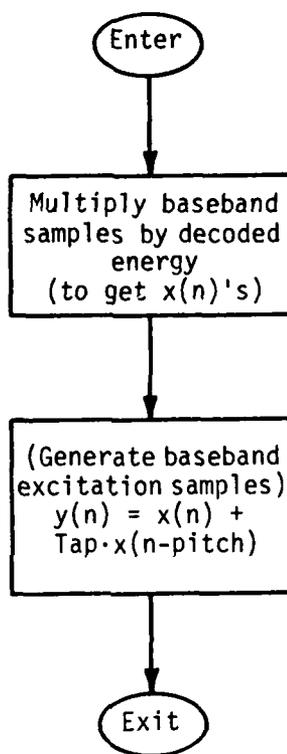 Enter
Multiply baseband
samples by decoded
energy
(to get x(n)'s)
(Generate baseband
excitation samples)
y(n) = x(n) +
Tap·x(n-pitch)
Exit